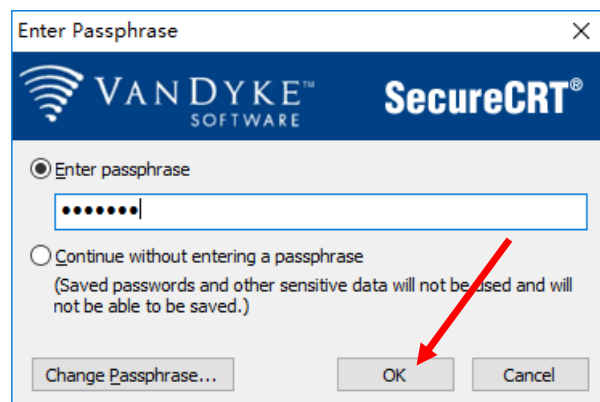 Enter Passphrase
VANDYKE™
SOFTWARE
SecureCRT®
Enter passphrase
•••••••
Continue without entering a passphrase
(Saved passwords and other sensitive data will not be used and will
not be able to be saved.)
Change Passphrase...
OK
Cancel